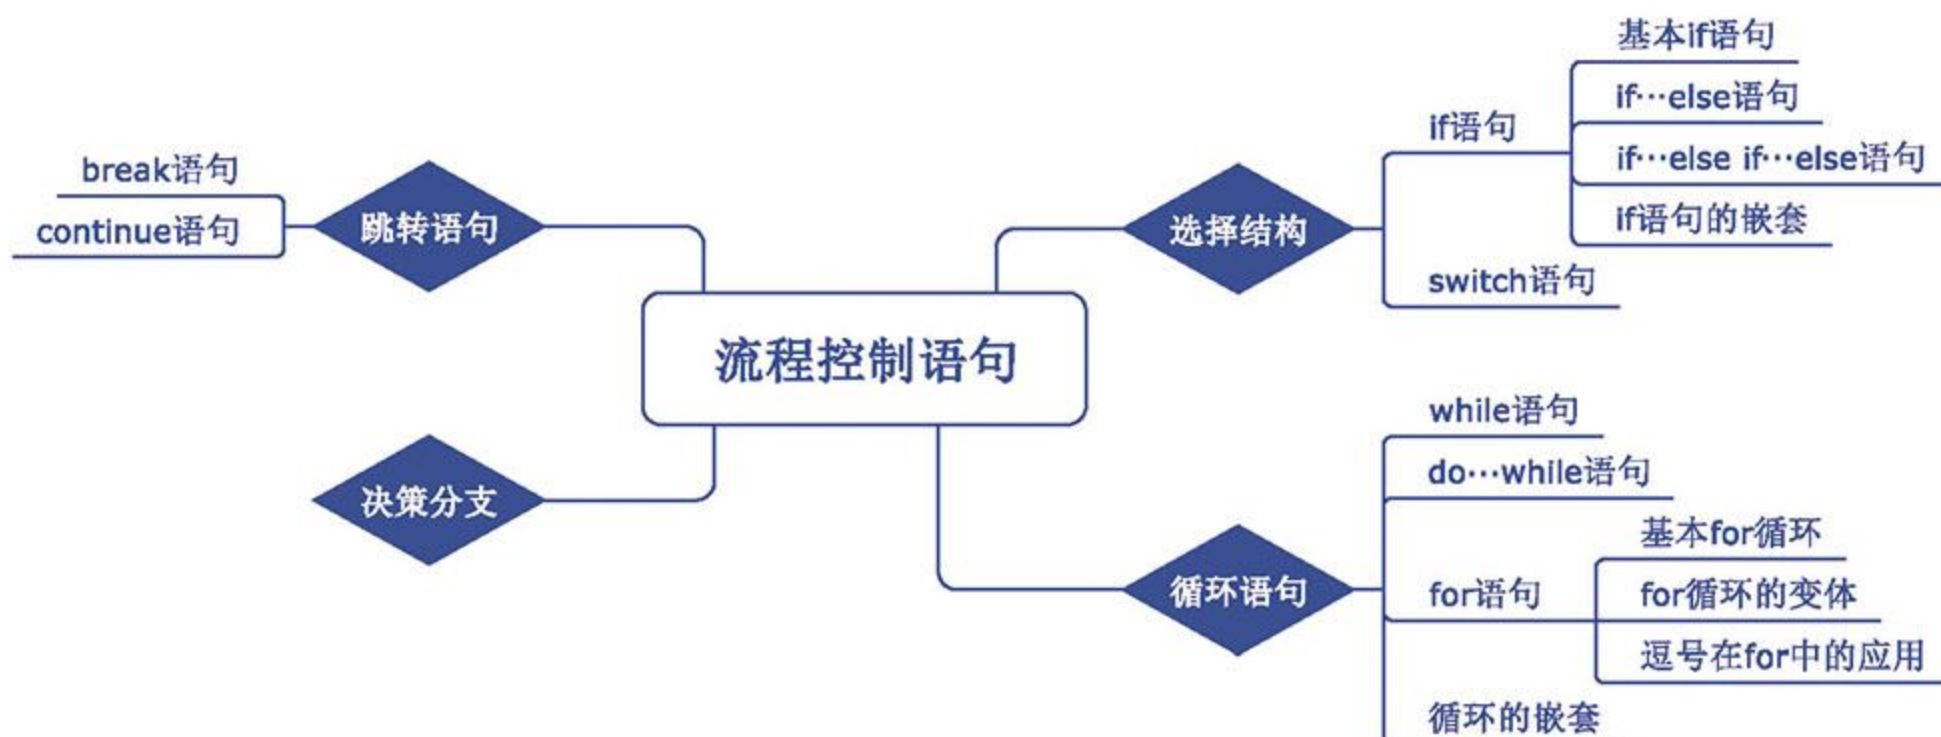 流程控制语句
选择结构
if语句
基本if语句
if…else语句
if…else if…else语句
if语句的嵌套
switch语句
循环语句
while语句
do…while语句
for语句
基本for循环
for循环的变体
逗号在for中的应用
循环的嵌套
跳转语句
break语句
continue语句
决策分支